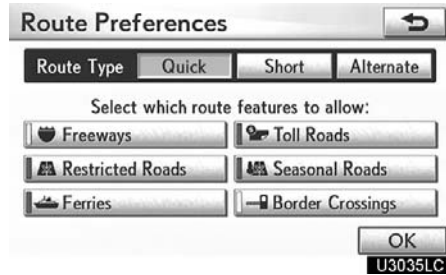 Route Preferences
Route Type Quick Short Alternate
Select which route features to allow:
Freeways Toll Roads
Restricted Roads Seasonal Roads
Ferries Border Crossings
OK
U3035LC